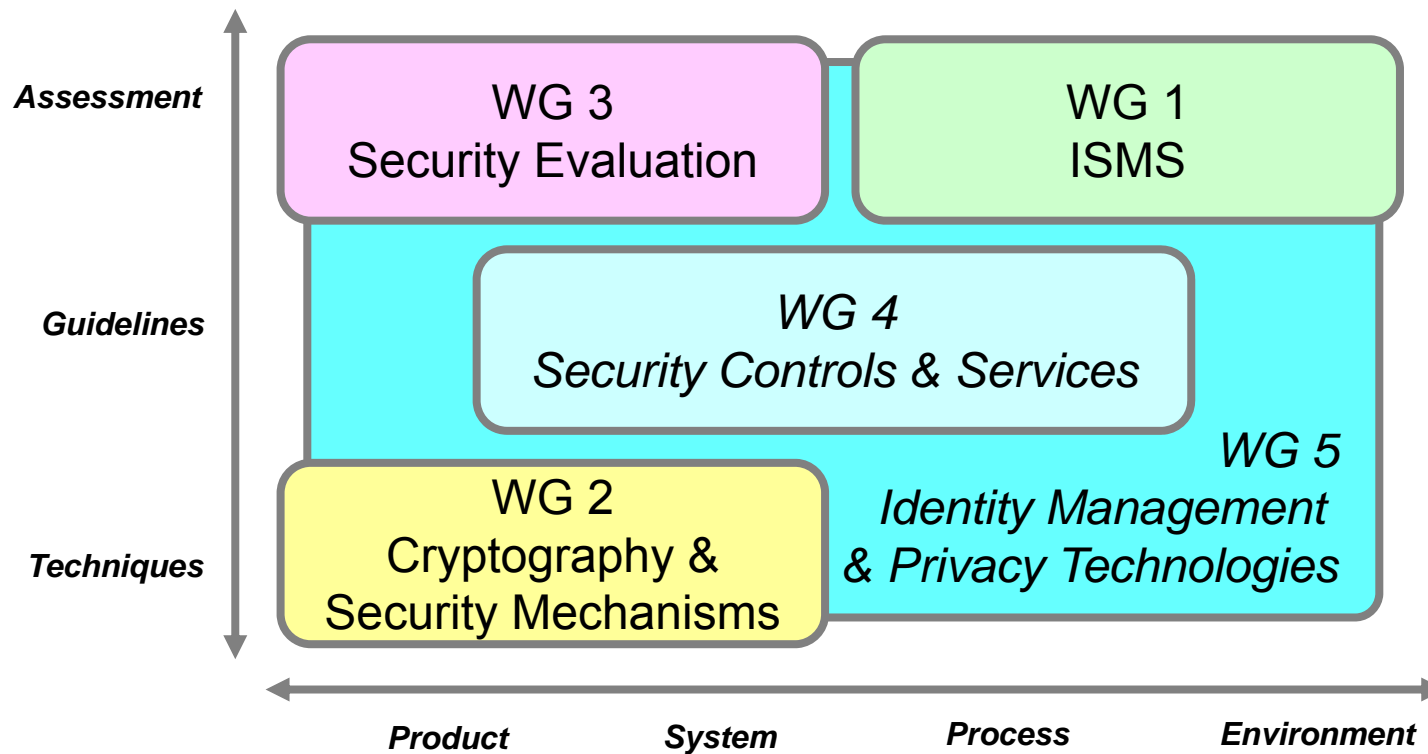 Assessment
WG 3
Security Evaluation
WG 1
ISMS
Guidelines
WG 4
Security Controls & Services
WG 5
Identity Management
& Privacy Technologies
Techniques
WG 2
Cryptography &
Security Mechanisms
Product
System
Process
Environment